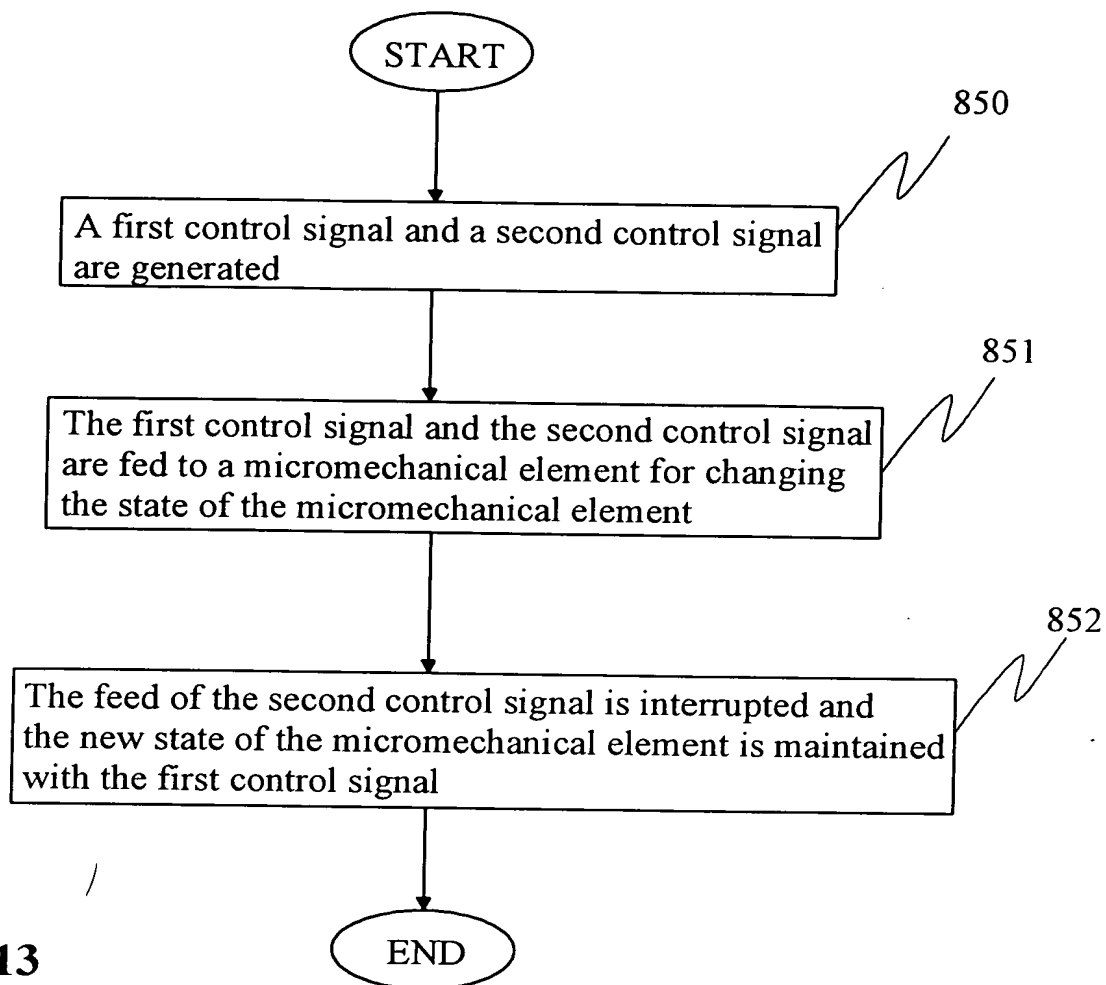 START
850
A first control signal and a second control signal
are generated
851
The first control signal and the second control signal
are fed to a micromechanical element for changing
the state of the micromechanical element
852
The feed of the second control signal is interrupted and
the new state of the micromechanical element is maintained
with the first control signal
END
13